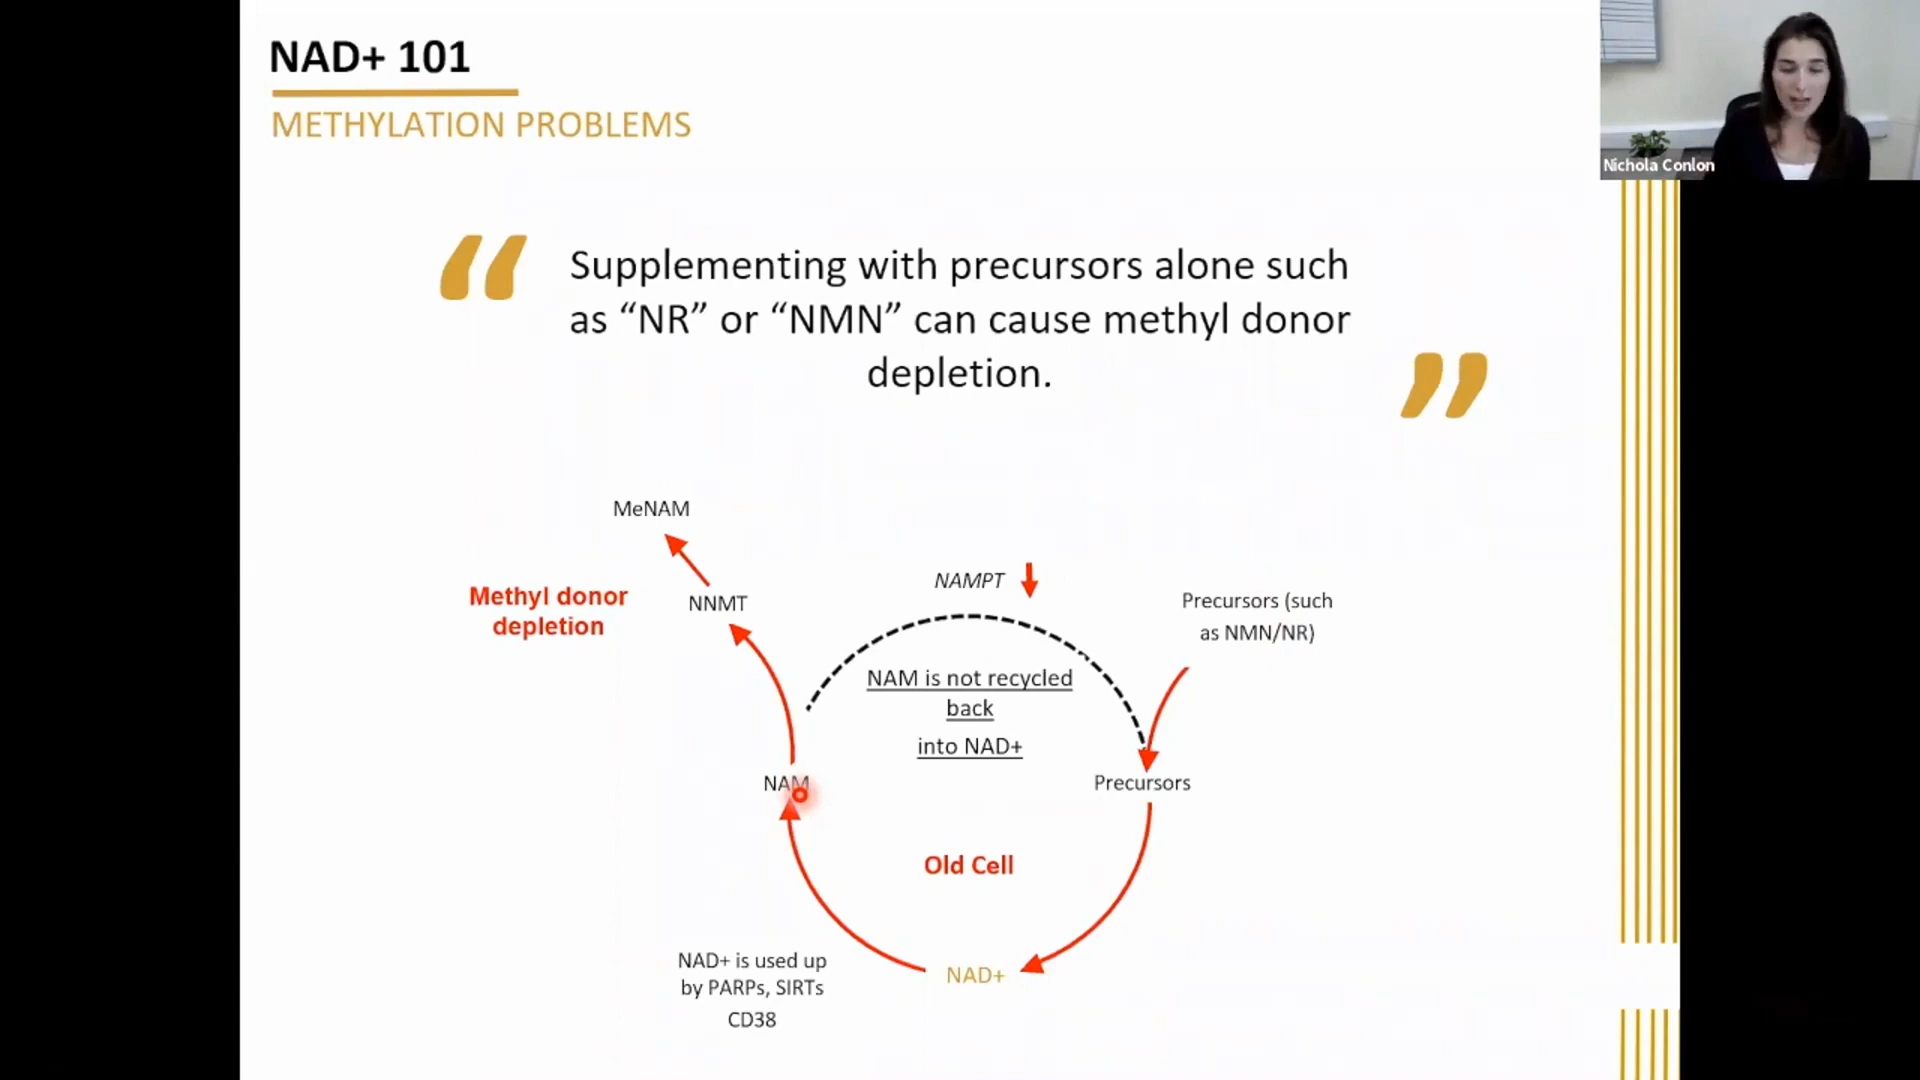 NAD+ 101
METHYLATION PROBLEMS
Nichola Conlon
“Supplementing with precursors alone such
as “NR” or “NMN” can cause methyl donor
depletion.”
MeNAM
Methyl donor
depletion
NNMT
NAMPT
Precursors (such
as NMN/NR)
NAM is not recycled
back
into NAD+
NAM
Precursors
Old Cell
NAD+ is used up
by PARPs, SIRTs
CD38
NAD+